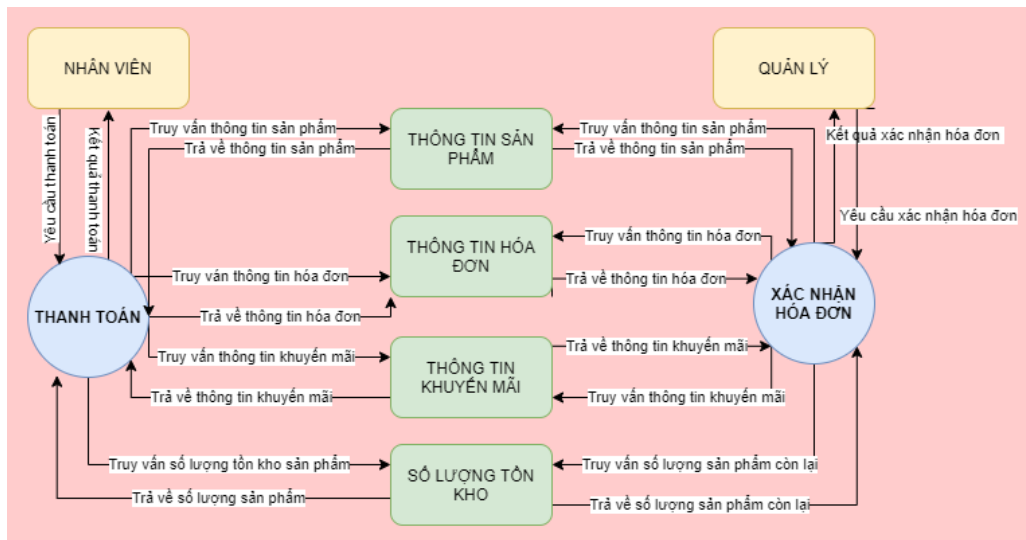 NHÂN VIÊN
QUẢN LÝ
Yêu cầu thanh toán
Kết quả thanh toán
Truy vấn thông tin sản phẩm
Trả về thông tin sản phẩm
THÔNG TIN SẢN
PHẨM
Truy vấn thông tin sản phẩm
Trả về thông tin sản phẩm
Kết quả xác nhận hóa đơn
Yêu cầu xác nhận hóa đơn
THANH TOÁN
Truy ván thông tin hóa đơn
Trả về thông tin hóa đơn
THÔNG TIN HÓA
ĐƠN
Truy vấn thông tin hóa đơn
Trả về thông tin hóa đơn
XÁC NHẬN
HÓA ĐƠN
Truy vấn thông tin khuyến mãi
Trả về thông tin khuyến mãi
THÔNG TIN
KHUYẾN MÃI
Trả về thông tin khuyến mãi
Truy vấn thông tin khuyến mãi
Truy vấn số lượng tồn kho sản phẩm
Trả về số lượng sản phẩm
SỐ LƯỢNG TỒN
KHO
Truy vấn số lượng sản phẩm còn lại
Trả về số lượng sản phẩm còn lại